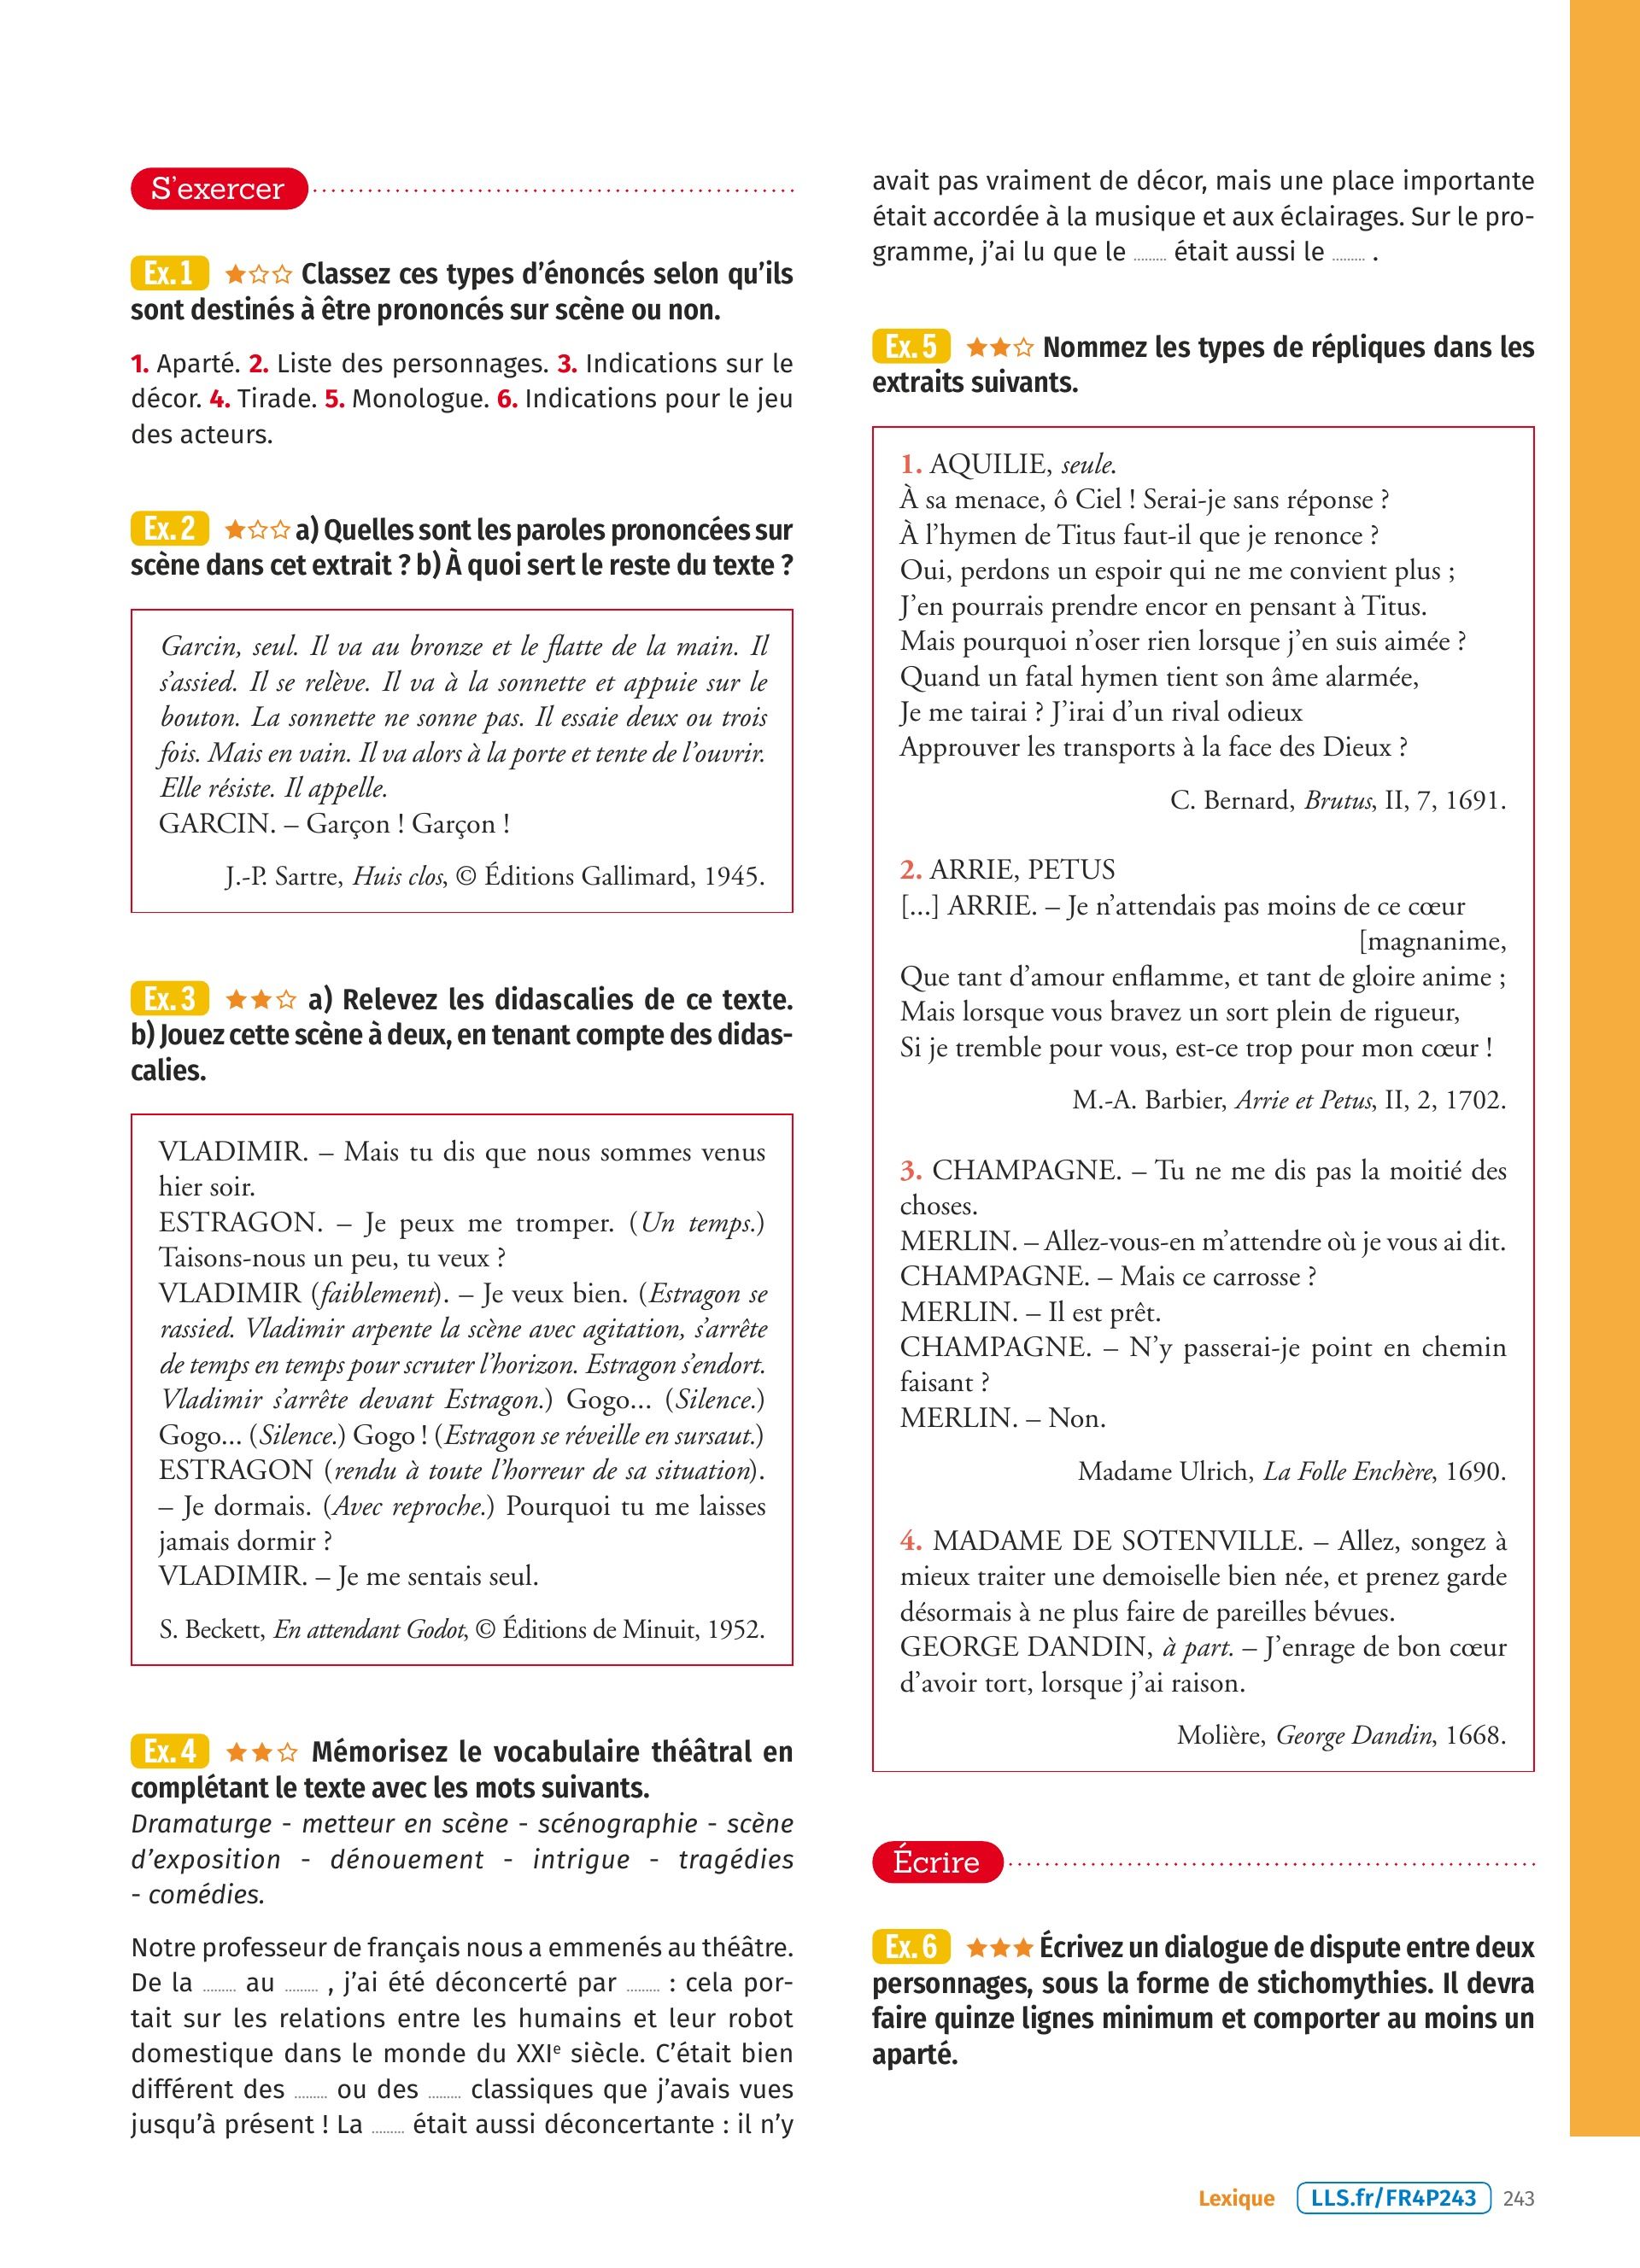 S'exercer
Ex. 1 ★☆☆ Classez ces types d'énoncés selon qu'ils
sont destinés à être prononcés sur scène ou non.
1. Aparté. 2. Liste des personnages. 3. Indications sur le
décor. 4. Tirade. 5. Monologue. 6. Indications pour le jeu
des acteurs.
Ex. 2 ★☆☆ a) Quelles sont les paroles prononcées sur
scène dans cet extrait ? b) À quoi sert le reste du texte ?
Garcin, seul. Il va au bronze et le flatte de la main. Il
s'assied. Il se relève. Il va à la sonnette et appuie sur le
bouton. La sonnette ne sonne pas. Il essaie deux ou trois
fois. Mais en vain. Il va alors à la porte et tente de l'ouvrir.
Elle résiste. Il appelle.
GARCIN. – Garçon ! Garçon !
J.-P. Sartre, Huis clos, © Éditions Gallimard, 1945.
Ex. 3 ★★☆ a) Relevez les didascalies de ce texte.
b) Jouez cette scène à deux, en tenant compte des didas-
calies.
VLADIMIR. – Mais tu dis que nous sommes venus
hier soir.
ESTRAGON. – Je peux me tromper. (Un temps.)
Taisons-nous un peu, tu veux ?
VLADIMIR (faiblement). – Je veux bien. (Estragon se
rassied. Vladimir arpente la scène avec agitation, s'arrête
de temps en temps pour scruter l'horizon. Estragon s'endort.
Vladimir s'arrête devant Estragon.) Gogo... (Silence.)
Gogo... (Silence.) Gogo ! (Estragon se réveille en sursaut.)
ESTRAGON (rendu à toute l'horreur de sa situation).
– Je dormais. (Avec reproche.) Pourquoi tu me laisses
jamais dormir ?
VLADIMIR. – Je me sentais seul.
S. Beckett, En attendant Godot, © Éditions de Minuit, 1952.
Ex. 4 ★★☆ Mémorisez le vocabulaire théâtral en
complétant le texte avec les mots suivants.
Dramaturge - metteur en scène - scénographie - scène
d'exposition - dénouement - intrigue - tragédies
- comédies.
Notre professeur de français nous a emmenés au théâtre.
De la ........ au ........ , j'ai été déconcerté par ........ : cela por-
tait sur les relations entre les humains et leur robot
domestique dans le monde du XXIe siècle. C'était bien
différent des ........ ou des ........ classiques que j'avais vues
jusqu'à présent ! La ........ était aussi déconcertante : il n'y
avait pas vraiment de décor, mais une place importante
était accordée à la musique et aux éclairages. Sur le pro-
gramme, j'ai lu que le ........ était aussi le ........ .
Ex. 5 ★★☆ Nommez les types de répliques dans les
extraits suivants.
1. AQUILIE, seule.
À sa menace, ô Ciel ! Serai-je sans réponse ?
À l'hymen de Titus faut-il que je renonce ?
Oui, perdons un espoir qui ne me convient plus ;
J'en pourrais prendre encor en pensant à Titus.
Mais pourquoi n'oser rien lorsque j'en suis aimée ?
Quand un fatal hymen tient son âme alarmée,
Je me tairai ? J'irai d'un rival odieux
Approuver les transports à la face des Dieux ?
C. Bernard, Brutus, II, 7, 1691.
2. ARRIE, PETUS
[...] ARRIE. – Je n'attendais pas moins de ce cœur
[magnanime,
Que tant d'amour enflamme, et tant de gloire anime ;
Mais lorsque vous bravez un sort plein de rigueur,
Si je tremble pour vous, est-ce trop pour mon cœur !
M.-A. Barbier, Arrie et Petus, II, 2, 1702.
3. CHAMPAGNE. – Tu ne me dis pas la moitié des
choses.
MERLIN. – Allez-vous-en m'attendre où je vous ai dit.
CHAMPAGNE. – Mais ce carrosse ?
MERLIN. – Il est prêt.
CHAMPAGNE. – N'y passerai-je point en chemin
faisant ?
MERLIN. – Non.
Madame Ulrich, La Folle Enchère, 1690.
4. MADAME DE SOTENVILLE. – Allez, songez à
mieux traiter une demoiselle bien née, et prenez garde
désormais à ne plus faire de pareilles bévues.
GEORGE DANDIN, à part. – J'enrage de bon cœur
d'avoir tort, lorsque j'ai raison.
Molière, George Dandin, 1668.
Écrire
Ex. 6 ★★★ Écrivez un dialogue de dispute entre deux
personnages, sous la forme de stichomythies. Il devra
faire quinze lignes minimum et comporter au moins un
aparté.
Lexique LLS.fr/FR4P243 243